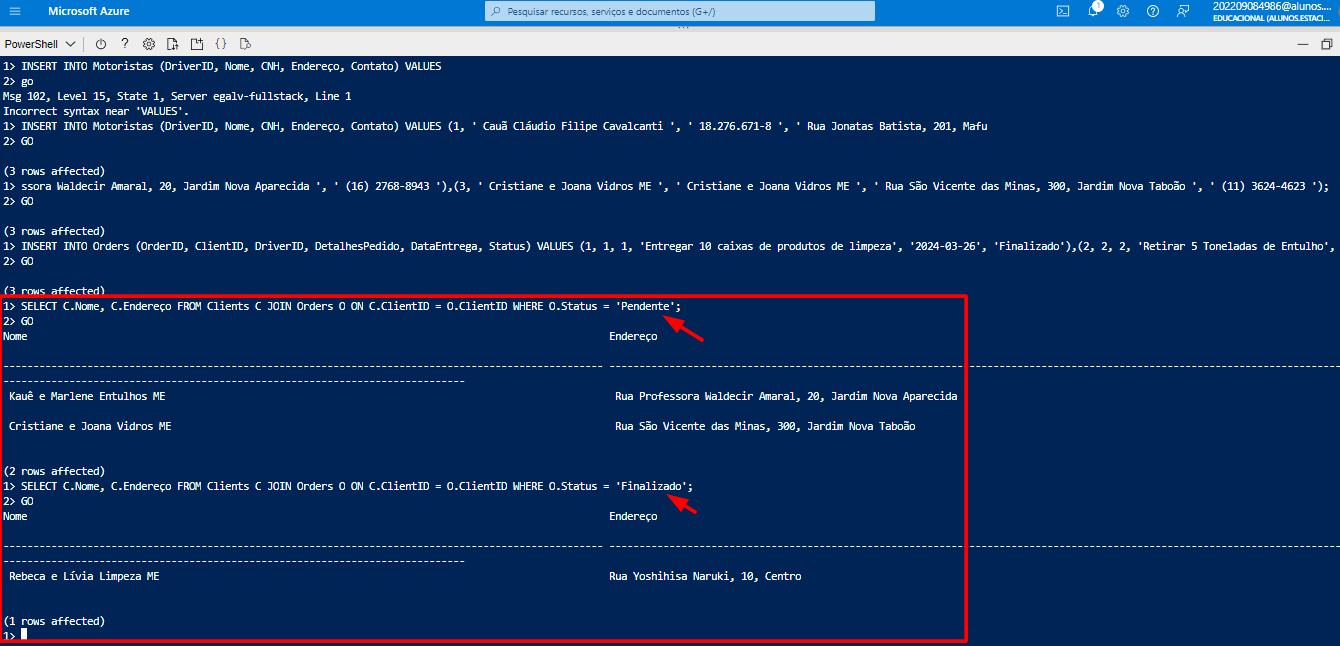 Microsoft Azure
Pesquisar recursos, serviços e documentos (G+/)
1
202209084986@alunos....
EDUCACIONAL (ALUNOS.ESTACI...
PowerShell
1> INSERT INTO Motoristas (DriverID, Nome, CNH, Endereço, Contato) VALUES
2> go
Msg 102, Level 15, State 1, Server egalv-fullstack, Line 1
Incorrect syntax near 'VALUES'.
1> INSERT INTO Motoristas (DriverID, Nome, CNH, Endereço, Contato) VALUES (1, ' Cauã Cláudio Filipe Cavalcanti ', ' 18.276.671-8 ', ' Rua Jonatas Batista, 201, Mafu
2> GO
(3 rows affected)
1> ssora Waldecir Amaral, 20, Jardim Nova Aparecida ', ' (16) 2768-8943 '),(3, ' Cristiane e Joana Vidros ME ', ' Cristiane e Joana Vidros ME ', ' Rua São Vicente das Minas, 300, Jardim Nova Taboão ', ' (11) 3624-4623 ');
2> GO
(3 rows affected)
1> INSERT INTO Orders (OrderID, ClientID, DriverID, DetalhesPedido, DataEntrega, Status) VALUES (1, 1, 1, 'Entregar 10 caixas de produtos de limpeza', '2024-03-26', 'Finalizado'),(2, 2, 2, 'Retirar 5 Toneladas de Entulho',
2> GO
(3 rows affected)
1> SELECT C.Nome, C.Endereço FROM Clients C JOIN Orders O ON C.ClientID = O.ClientID WHERE O.Status = 'Pendente';
2> GO
Nome Endereço
Kauê e Marlene Entulhos ME Rua Professora Waldecir Amaral, 20, Jardim Nova Aparecida
Cristiane e Joana Vidros ME Rua São Vicente das Minas, 300, Jardim Nova Taboão
(2 rows affected)
1> SELECT C.Nome, C.Endereço FROM Clients C JOIN Orders O ON C.ClientID = O.ClientID WHERE O.Status = 'Finalizado';
2> GO
Nome Endereço
Rebeca e Lívia Limpeza ME Rua Yoshihisa Naruki, 10, Centro
(1 rows affected)
1>